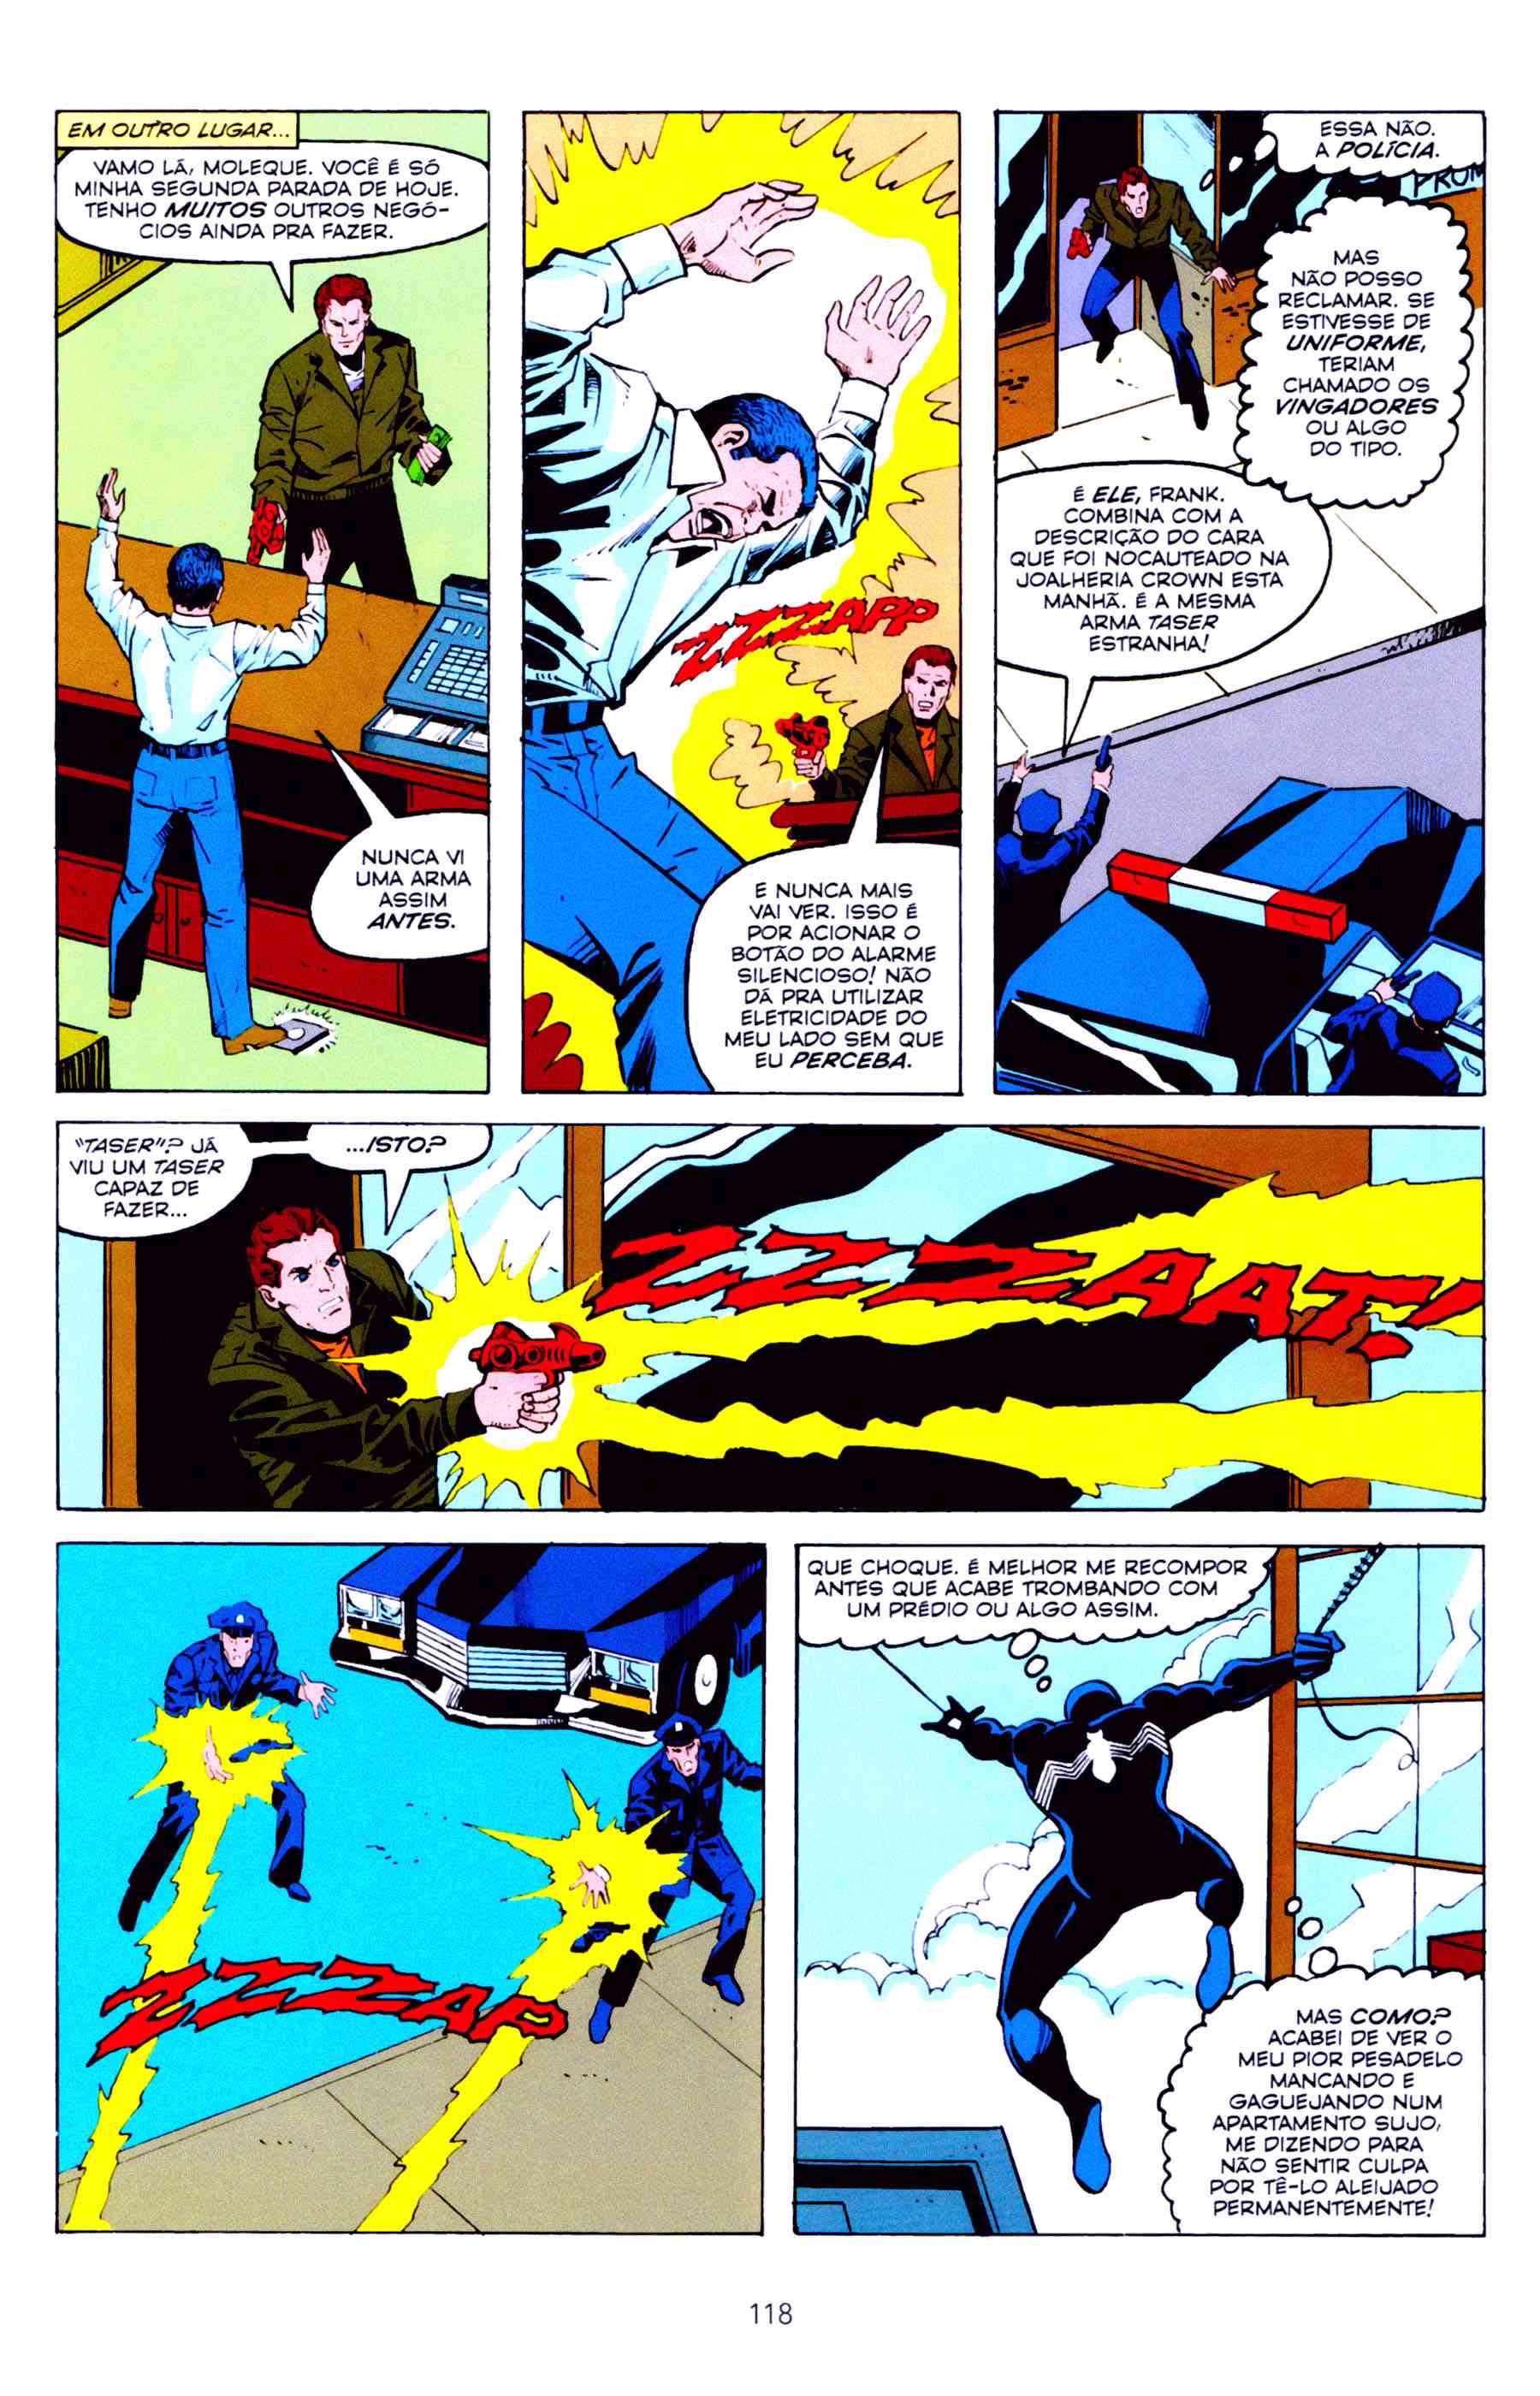 EM OUTRO LUGAR...
VAMO LÁ, MOLEQUE. VOCÊ É SÓ
MINHA SEGUNDA PARADA DE HOJE.
TENHO MUITOS OUTROS NEGÓ-
CIOS AINDA PRA FAZER.
NUNCA VI
UMA ARMA
ASSIM
ANTES.
ZZZAPP
E NUNCA MAIS
VAI VER. ISSO É
POR ACIONAR O
BOTÃO DO ALARME
SILENCIOSO! NÃO
DÁ PRA UTILIZAR
ELETRICIDADE DO
MEU LADO SEM QUE
EU PERCEBA.
ESSA NÃO.
A POLÍCIA.
PROM
MAS
NÃO POSSO
RECLAMAR. SE
ESTIVESSE DE
UNIFORME,
TERIAM
CHAMADO OS
VINGADORES
OU ALGO
DO TIPO.
É ELE, FRANK.
COMBINA COM A
DESCRIÇÃO DO CARA
QUE FOI NOCAUTEADO NA
JOALHERIA CROWN ESTA
MANHÃ. É A MESMA
ARMA TASER
ESTRANHA!
"TASER"? JÁ
VIU UM TASER
CAPAZ DE
FAZER...
...ISTO?
ZZZZAAT!
ZZZZAP
QUE CHOQUE. É MELHOR ME RECOMPOR
ANTES QUE ACABE TROMBANDO COM
UM PRÉDIO OU ALGO ASSIM.
MAS COMO?
ACABEI DE VER O
MEU PIOR PESADELO
MANCANDO E
GAGUEJANDO NUM
APARTAMENTO SUJO,
ME DIZENDO PARA
NÃO SENTIR CULPA
POR TÊ-LO ALEIJADO
PERMANENTEMENTE!
118